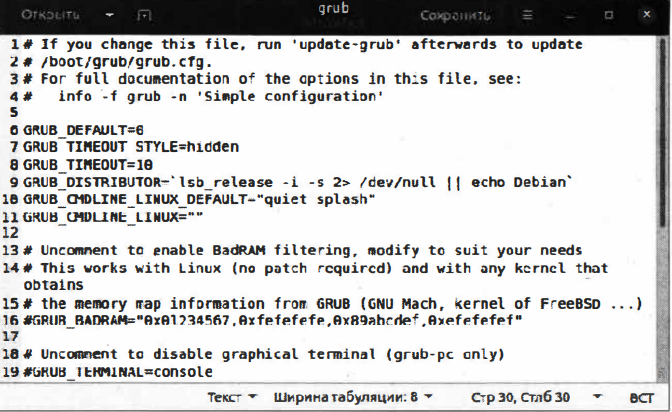 Открыть
grub
Сохранить
1 # If you change this file, run 'update-grub' afterwards to update
2 # /boot/grub/grub.cfg.
3 # For full documentation of the options in this file, see:
4 #   info -f grub -n 'Simple configuration'
5
6 GRUB_DEFAULT=0
7 GRUB_TIMEOUT_STYLE=hidden
8 GRUB_TIMEOUT=10
9 GRUB_DISTRIBUTOR=`lsb_release -i -s 2> /dev/null || echo Debian`
10 GRUB_CMDLINE_LINUX_DEFAULT="quiet splash"
11 GRUB_CMDLINE_LINUX=""
12
13 # Uncomment to enable BadRAM filtering, modify to suit your needs
14 # This works with Linux (no patch required) and with any kernel that
obtains
15 # the memory map information from GRUB (GNU Mach, kernel of FreeBSD ...)
16 #GRUB_BADRAM="0x01234567,0xfefefefe,0x89abcdef,0xefefefef"
17
18 # Uncomment to disable graphical terminal (grub-pc only)
19 #GRUB_TERMINAL=console
Текст Ширина табуляции: 8 Стр 30, Стлб 30 ВСТ